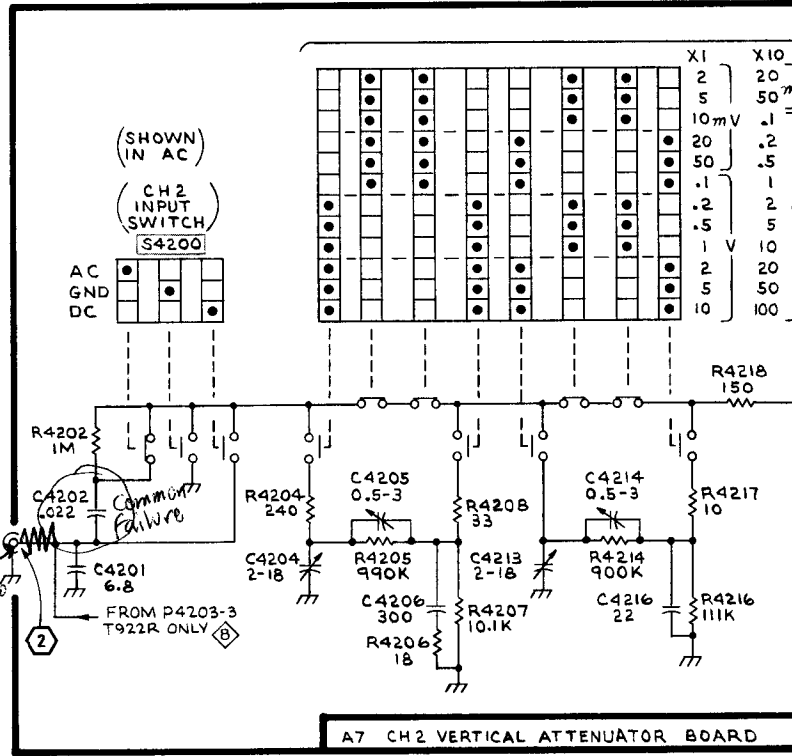 X1 X10
2 20
5 50 m
10 mV .1
20 .2
50 .5
.1 1
.2 2
.5 5
1 V 10
2 20
5 50
10 100
(SHOWN
IN AC)
(CH2
INPUT
SWITCH)
S4200
AC
GND
DC
R4218
150
R4202
1M
C4202
.022
Common
Failure
R4204
240
C4205
0.5-3
R4208
33
C4214
0.5-3
R4217
10
C4201
6.8
C4204
2-18
R4205
990K
C4213
2-18
R4214
900K
C4206
300
R4207
10.1K
C4216
22
R4216
111K
R4206
18
2
FROM P4203-3
T922R ONLY 8
A7 CH2 VERTICAL ATTENUATOR BOARD